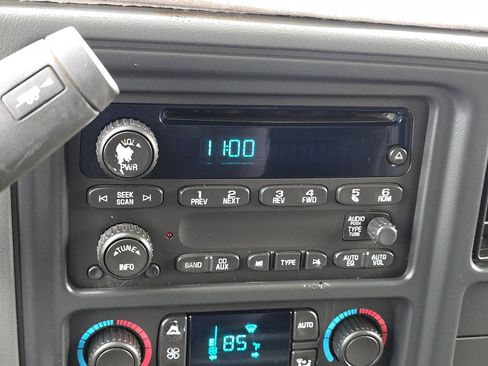 VOL
PWR
11:00
SEEK
SCAN
1 2 3 4 5 6
PREV NEXT REV FWD RDM
AUDIO
PUSH
TYPE
TURN
TUNE
INFO
BAND
CD
AUX
TYPE
AUTO
EQ
AUTO
VOL
85 °F
AUTO